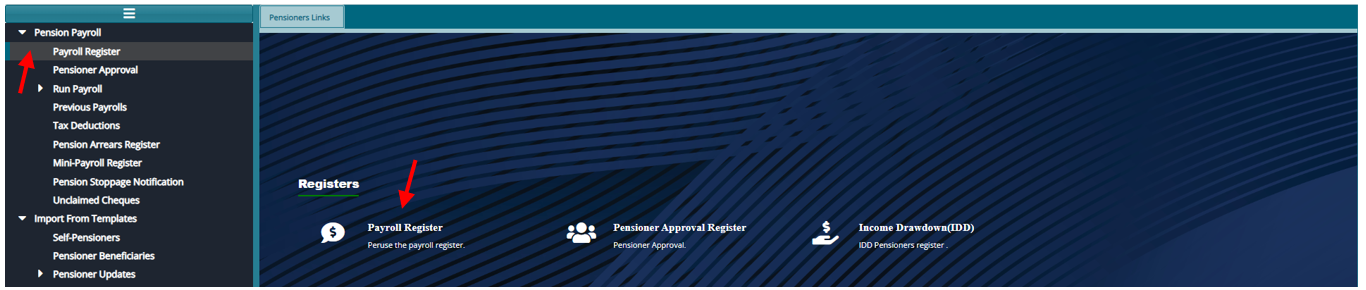 Pensioners Links
Pension Payroll
Payroll Register
Pensioner Approval
Run Payroll
Previous Payrolls
Tax Deductions
Pension Arrears Register
Mini-Payroll Register
Pension Stoppage Notification
Unclaimed Cheques
Import From Templates
Self-Pensioners
Pensioner Beneficiaries
Pensioner Updates
Registers
Payroll Register
Peruse the payroll register.
Pensioner Approval Register
Pensioner Approval.
Income Drawdown(IDD)
IDD Pensioners register .